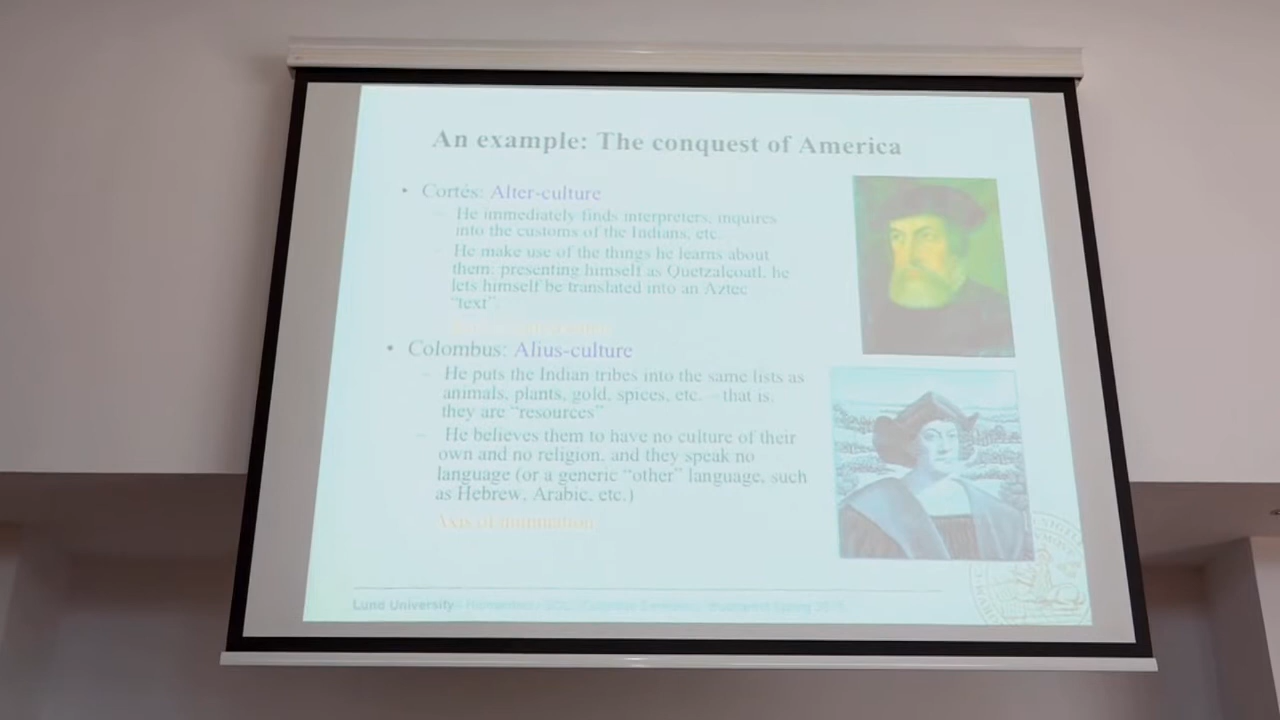 An example: The conquest of America
• Cortés: Alter-culture
– He immediately finds interpreters, inquires
into the customs of the Indians, etc.
– He make use of the things he learns about
them: presenting himself as Quetzalcoatl, he
lets himself be translated into an Aztec
“text”.
• Colombus: Alius-culture
– He puts the Indian tribes into the same lists as
animals, plants, gold, spices, etc. – that is,
they are “resources”
– He believes them to have no culture of their
own and no religion, and they speak no
language (or a generic “other” language, such
as Hebrew, Arabic, etc.)
Axis of
Lund University